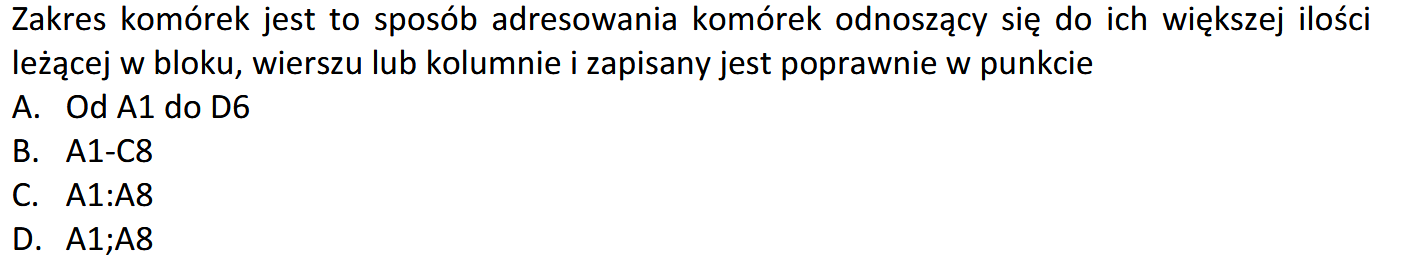 Zakres komórek jest to sposób adresowania komórek odnoszący się do ich większej ilości
leżącej w bloku, wierszu lub kolumnie i zapisany jest poprawnie w punkcie
A. Od A1 do D6
B. A1-C8
C. A1:A8
D. A1;A8